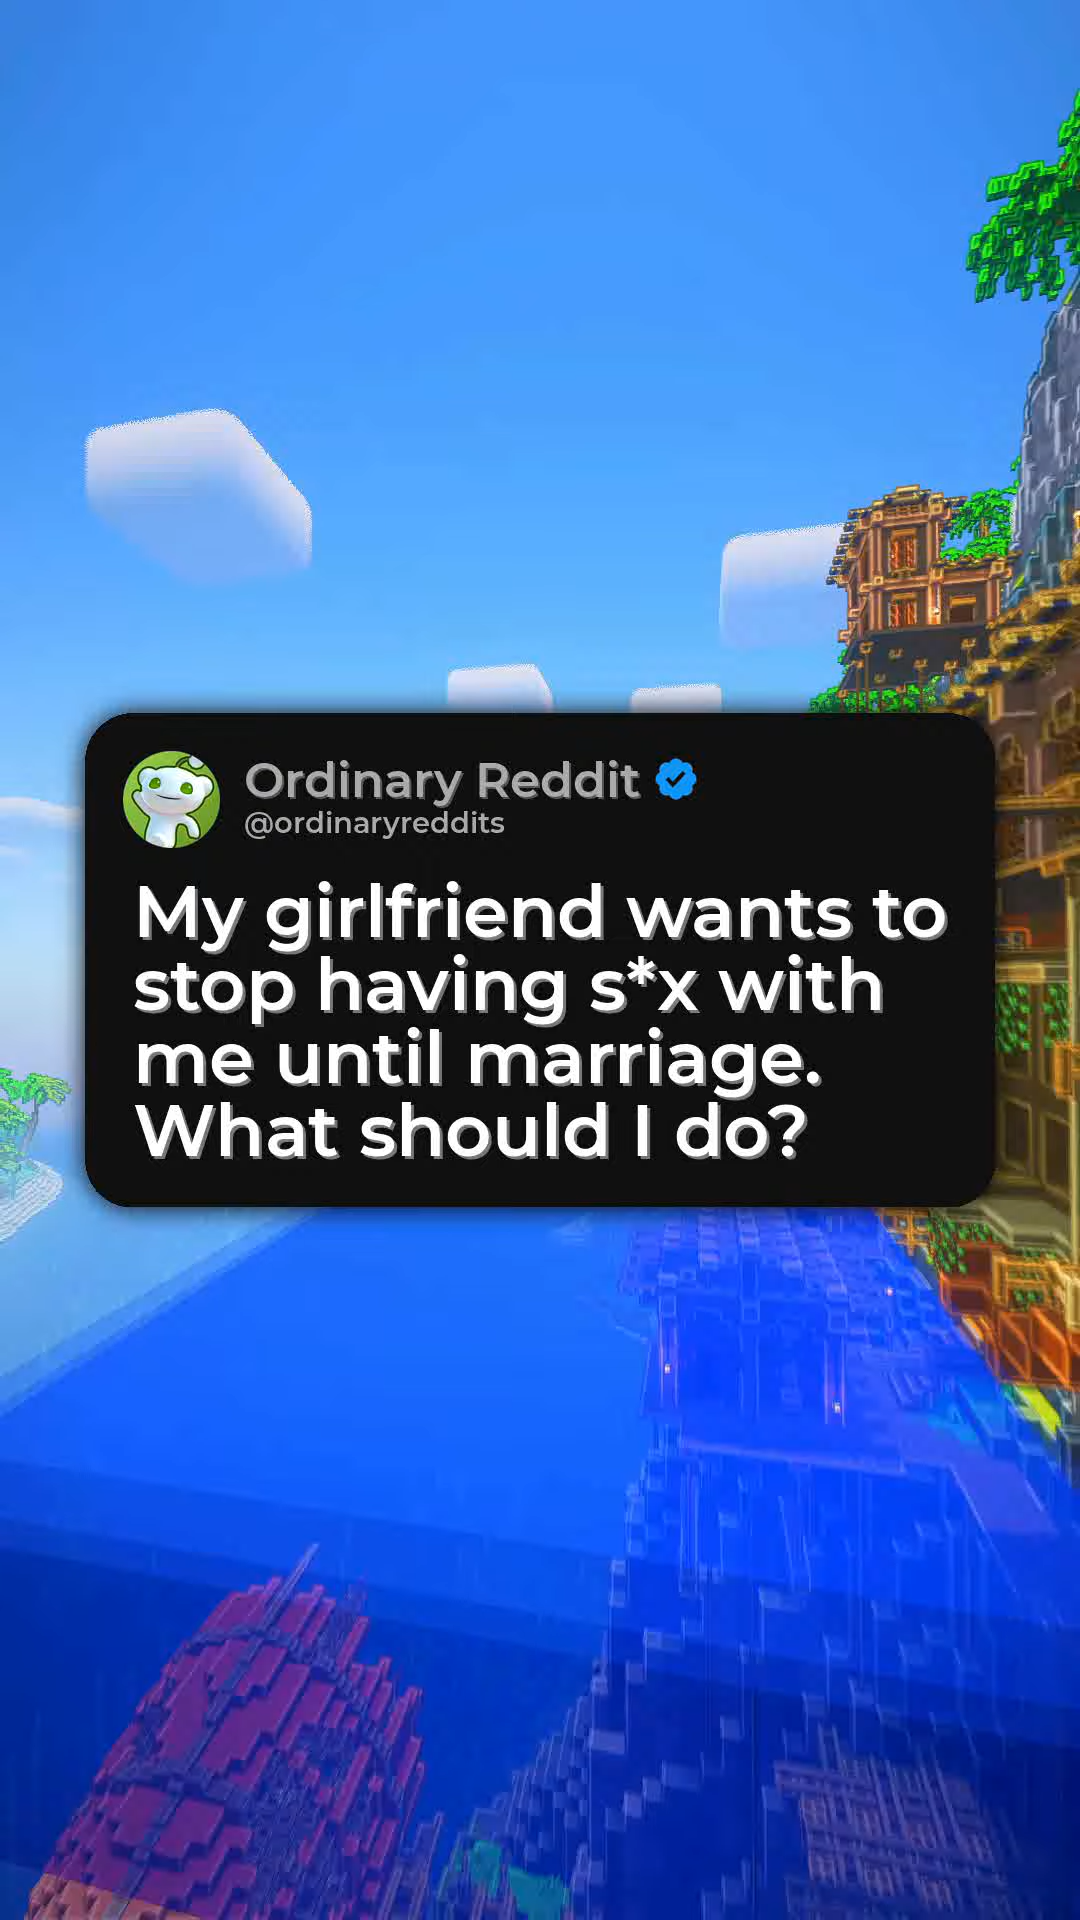 Ordinary Reddit
@ordinaryreddits
My girlfriend wants to
stop having s*x with
me until marriage.
What should I do?